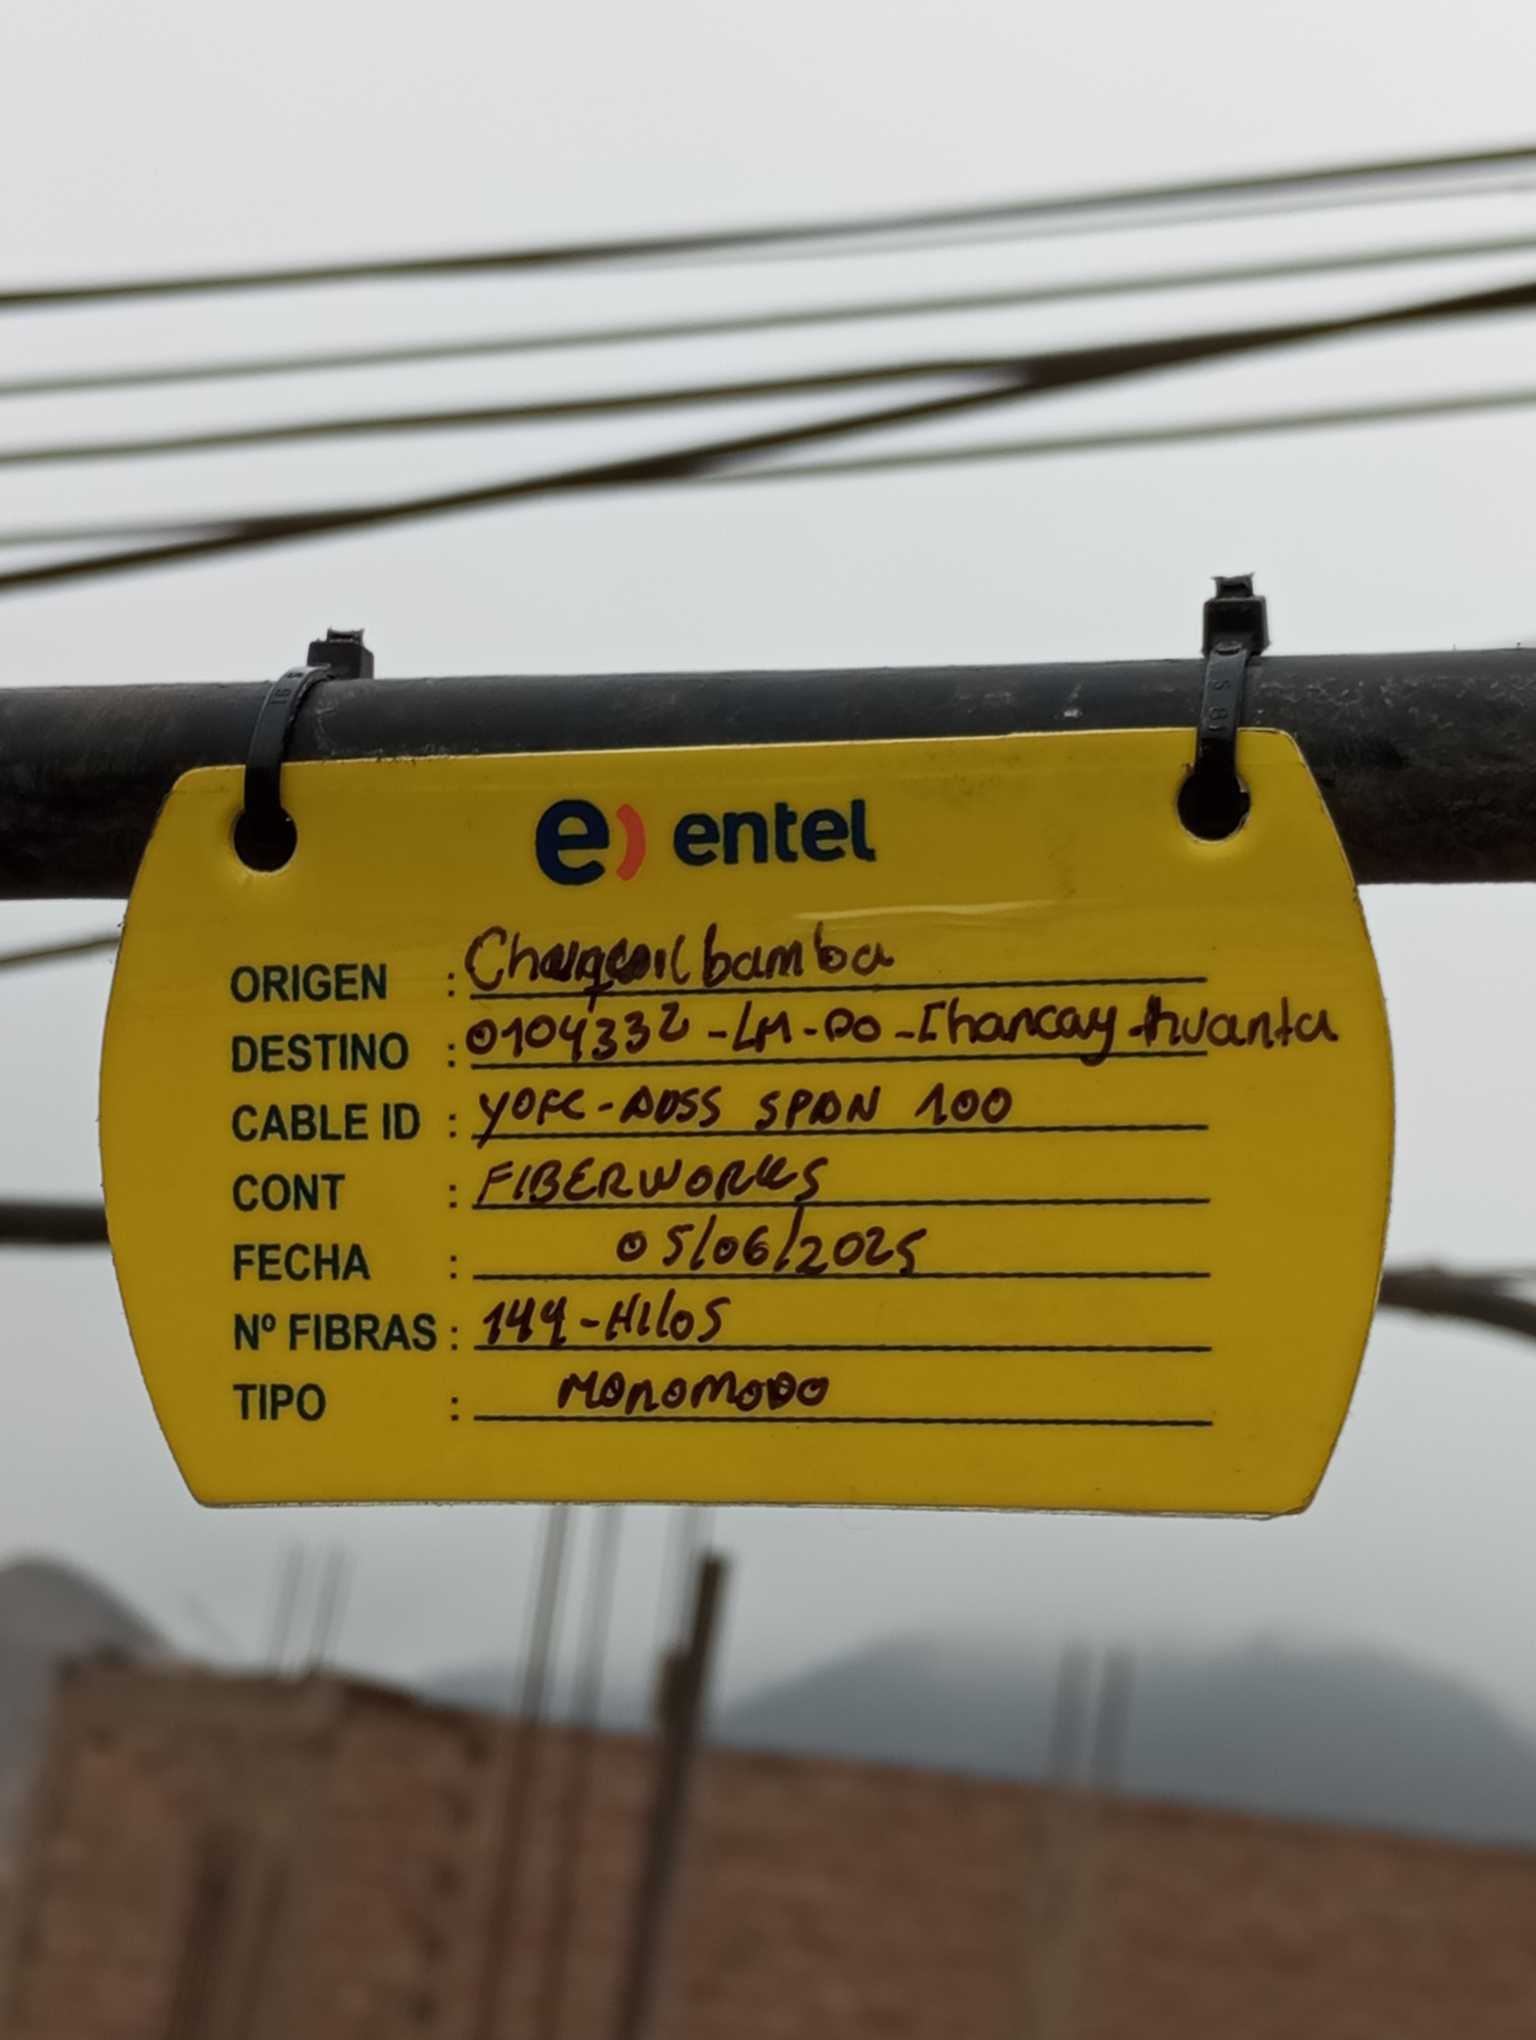 e) entel
ORIGEN :
DESTINO : 0104332-LM-DO-Chancay-Huanta
CABLE ID : YOFC-ADSS SPAN 100
CONT : FIBERWORKS
FECHA : 05/06/2025
Nº FIBRAS : 144-Hilos
TIPO : MONOMODO